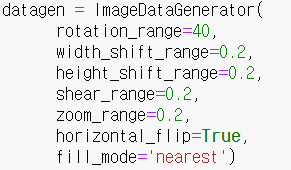 datagen = ImageDataGenerator(
      rotation_range=40,
      width_shift_range=0.2,
      height_shift_range=0.2,
      shear_range=0.2,
      zoom_range=0.2,
      horizontal_flip=True,
      fill_mode='nearest')